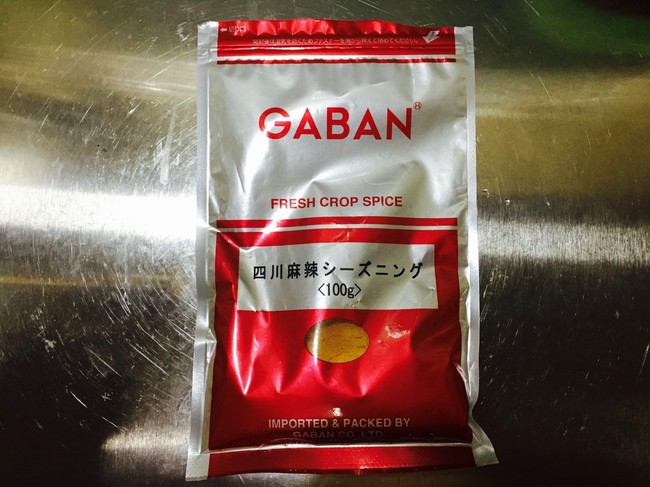 GABAN®
FRESH CROP SPICE
四川麻辣シーズニング
<100g>
IMPORTED & PACKED BY
GABAN CO., LTD.